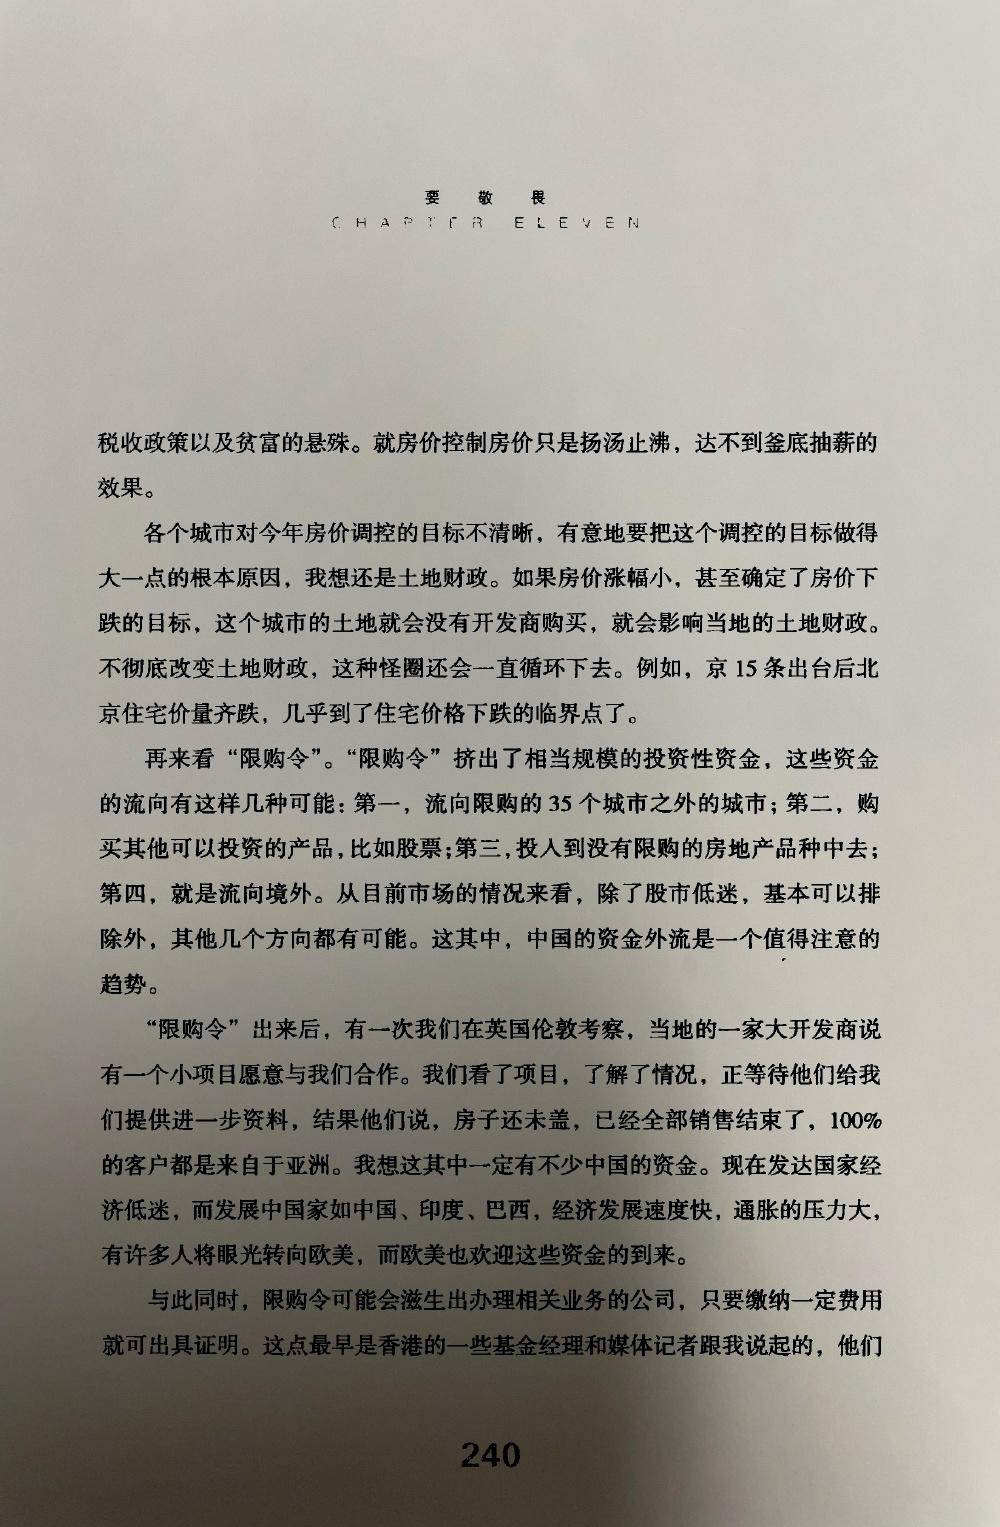 要敬畏
CHAPTER ELEVEN
税收政策以及贫富的悬殊。就房价控制房价只是扬汤止沸，达不到釜底抽薪的
效果。
各个城市对今年房价调控的目标不清晰，有意地要把这个调控的目标做得
大一点的根本原因，我想还是土地财政。如果房价涨幅小，甚至确定了房价下
跌的目标，这个城市的土地就会没有开发商购买，就会影响当地的土地财政。
不彻底改变土地财政，这种怪圈还会一直循环下去。例如，京 15 条出台后北
京住宅价量齐跌，几乎到了住宅价格下跌的临界点了。
再来看“限购令”。“限购令”挤出了相当规模的投资性资金，这些资金
的流向有这样几种可能：第一，流向限购的 35 个城市之外的城市；第二，购
买其他可以投资的产品，比如股票；第三，投入到没有限购的房地产品种中去；
第四，就是流向境外。从目前市场的情况来看，除了股市低迷，基本可以排
除外，其他几个方向都有可能。这其中，中国的资金外流是一个值得注意的
趋势。
“限购令”出来后，有一次我们在英国伦敦考察，当地的一家大开发商说
有一个小项目愿意与我们合作。我们看了项目，了解了情况，正等待他们给我
们提供进一步资料，结果他们说，房子还未盖，已经全部销售结束了，100%
的客户都是来自于亚洲。我想这其中一定有不少中国的资金。现在发达国家经
济低迷，而发展中国家如中国、印度、巴西，经济发展速度快，通胀的压力大，
有许多人将眼光转向欧美，而欧美也欢迎这些资金的到来。
与此同时，限购令可能会滋生出办理相关业务的公司，只要缴纳一定费用
就可出具证明。这点最早是香港的一些基金经理和媒体记者跟我说起的，他们
240